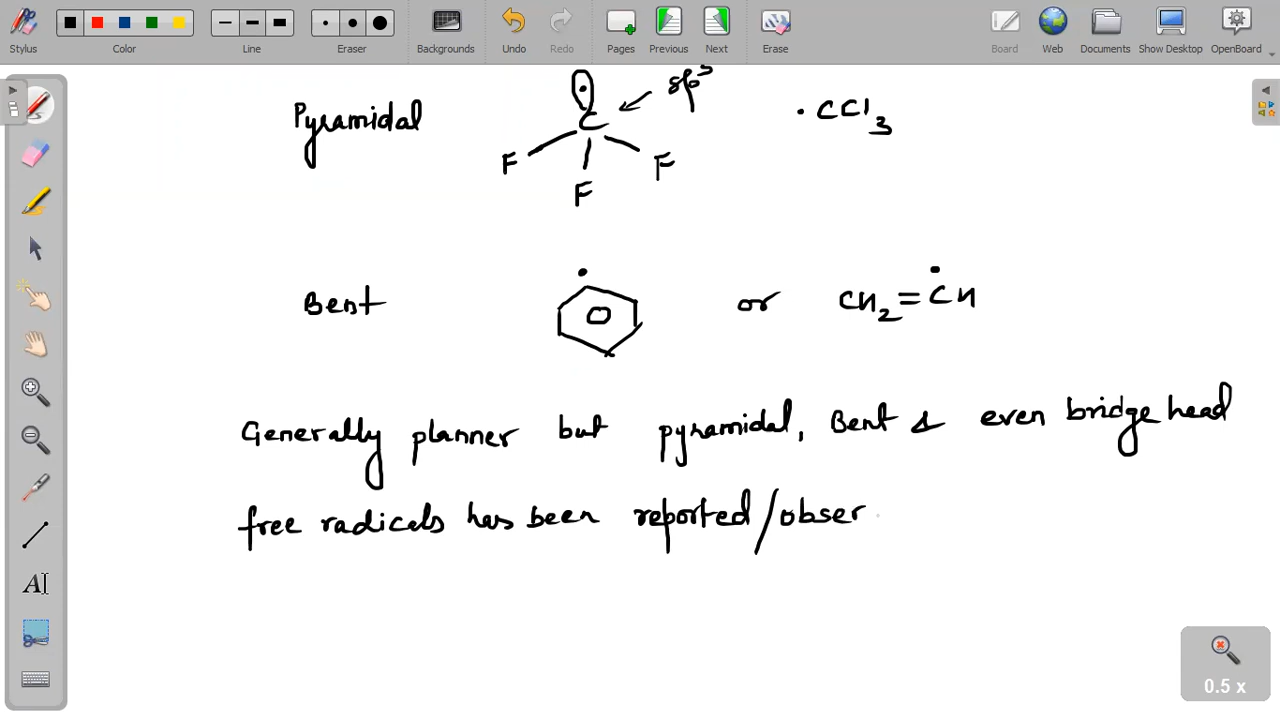 Stylus Color Line Eraser Backgrounds Undo Redo Pages Previous Next Erase Board Web Documents Show Desktop OpenBoard
Pyramidal C sp3 ·CCl3
F F F
Bent or CH2=CH
Generally planner but pyramidal, Bent & even bridge head
free radicals has been reported/obser
0.5 x